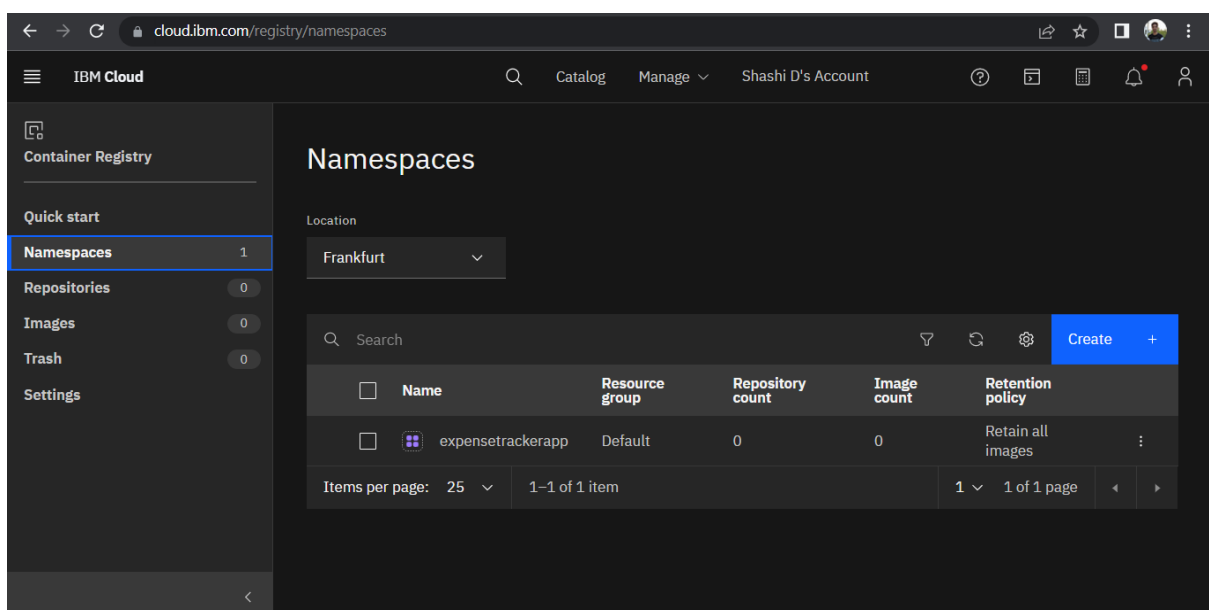 cloud.ibm.com/registry/namespaces
IBM Cloud
Catalog
Manage
Shashi D's Account
Container Registry
Quick start
Namespaces 1
Repositories 0
Images 0
Trash 0
Settings
Namespaces
Location
Frankfurt
Search
Create +
Name
Resource group
Repository count
Image count
Retention policy
expensetrackerapp
Default
0
0
Retain all
images
Items per page: 25
1–1 of 1 item
1
1 of 1 page